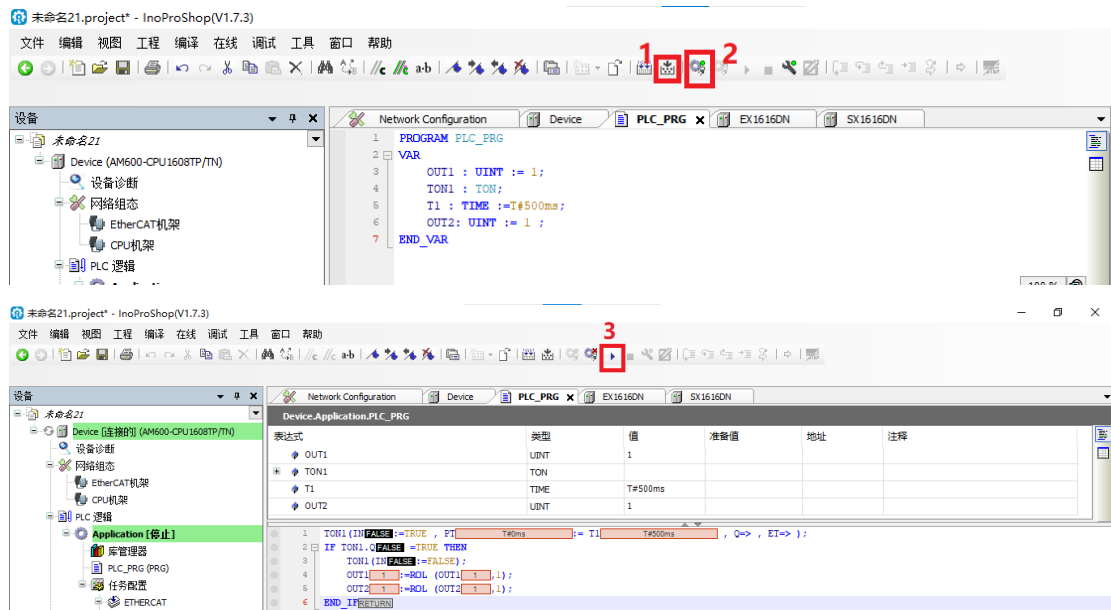 未命名21.project* - InoProShop(V1.7.3)
文件 编辑 视图 工程 编译 在线 调试 工具 窗口 帮助
1 2
设备
Network Configuration Device PLC_PRG EX1616DN SX1616DN
未命名21
Device (AM600-CPU1608TP/TN)
设备诊断
网络组态
EtherCAT机架
CPU机架
PLC 逻辑
1 PROGRAM PLC_PRG
2 VAR
3 OUT1 : UINT := 1;
4 TON1 : TON;
5 T1 : TIME :=T#500ms;
6 OUT2: UINT := 1 ;
7 END_VAR
未命名21.project* - InoProShop(V1.7.3)
文件 编辑 视图 工程 编译 在线 调试 工具 窗口 帮助
3
设备
Network Configuration Device PLC_PRG EX1616DN SX1616DN
未命名21
Device [连接的] (AM600-CPU1608TP/TN)
设备诊断
网络组态
EtherCAT机架
CPU机架
PLC 逻辑
Application [停止]
库管理器
PLC_PRG (PRG)
任务配置
ETHERCAT
Device.Application.PLC_PRG
表达式 类型 值 准备值 地址 注释
OUT1 UINT 1
TON1 TON
T1 TIME T#500ms
OUT2 UINT 1
1 TON1(IN FALSE :=TRUE , PT T#0ms := T1 T#500ms , Q=> , ET=> );
2 IF TON1.Q FALSE =TRUE THEN
3 TON1(IN FALSE :=FALSE);
4 OUT1 1 :=ROL (OUT1 1 ,1);
5 OUT2 1 :=ROL (OUT2 1 ,1);
6 END_IF RETURN